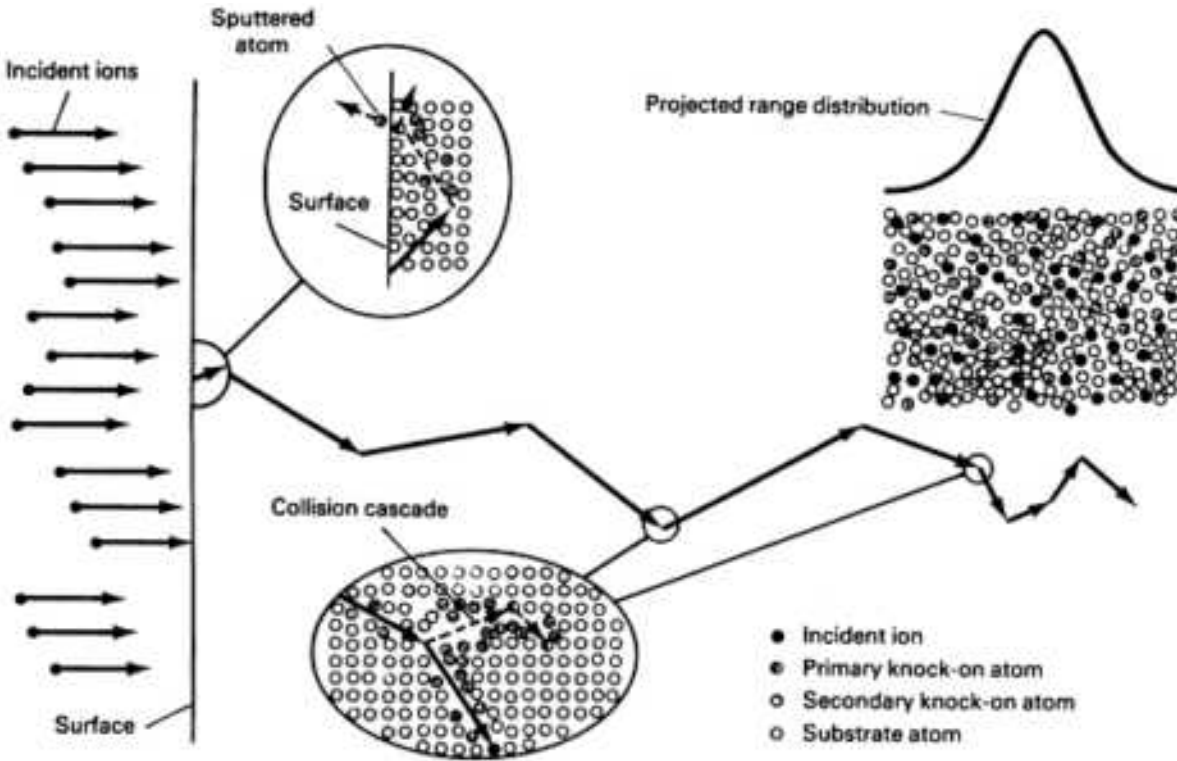 Sputtered
atom
Incident ions
Projected range distribution
Surface
Collision cascade
Incident ion
Primary knock-on atom
Secondary knock-on atom
Substrate atom
Surface